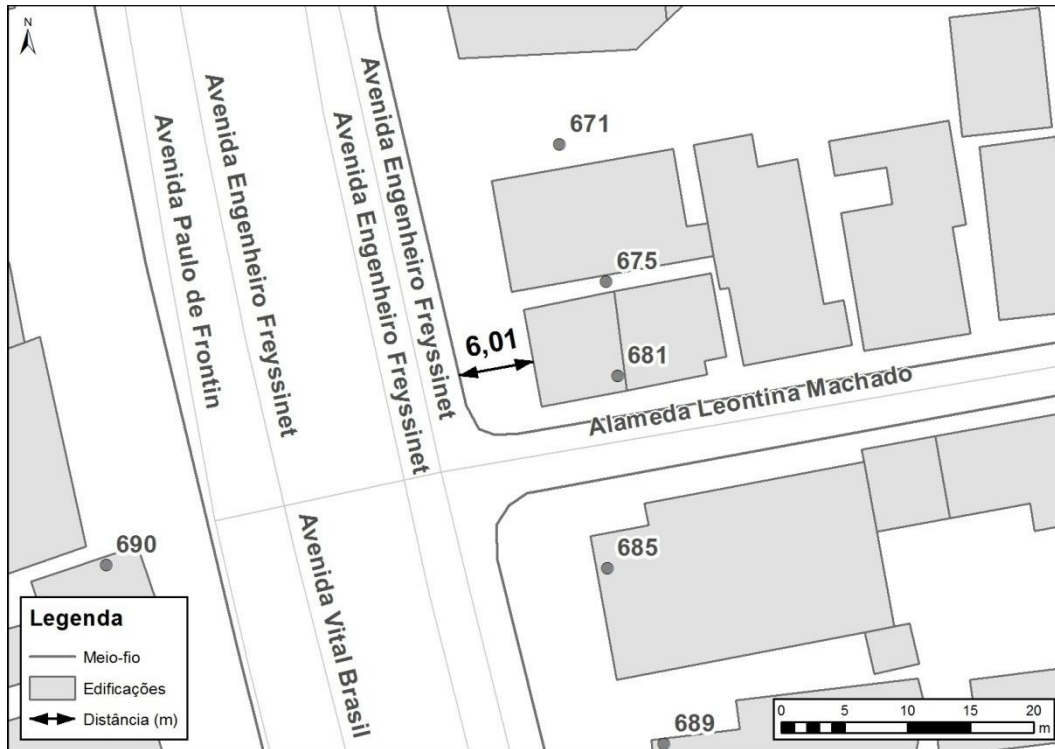 N
671
675
6,01
681
Avenida Paulo de Frontin
Avenida Engenheiro Freyssinet
Avenida Engenheiro Freyssinet
Avenida Engenheiro Freyssinet
Alameda Leontina Machado
690
685
Avenida Vital Brasil
689
Legenda
Meio-fio
Edificações
Distância (m)
0 5 10 15 20
m